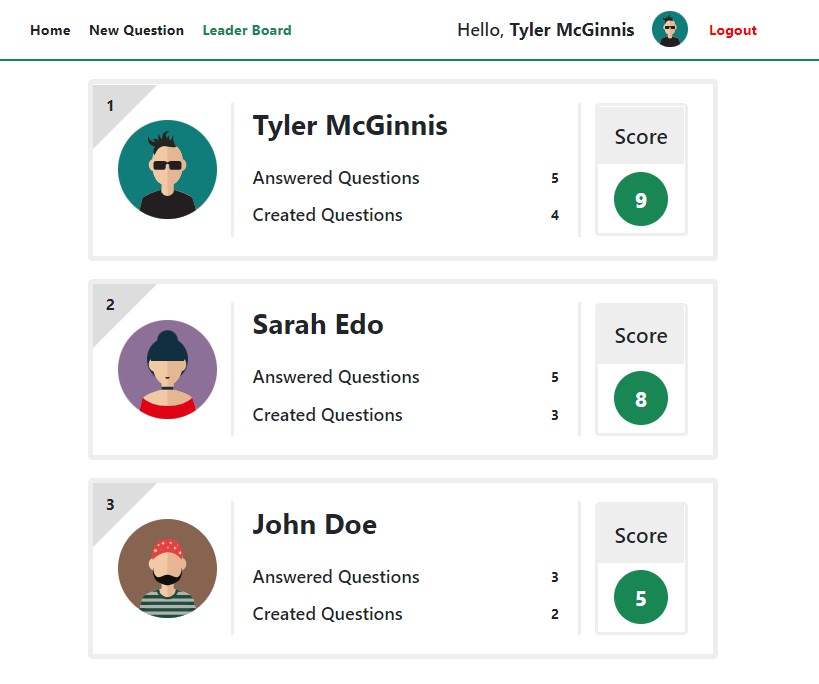 Home New Question Leader Board Hello, Tyler McGinnis Logout
1
Tyler McGinnis
Answered Questions 5
Created Questions 4
Score
9
2
Sarah Edo
Answered Questions 5
Created Questions 3
Score
8
3
John Doe
Answered Questions 3
Created Questions 2
Score
5